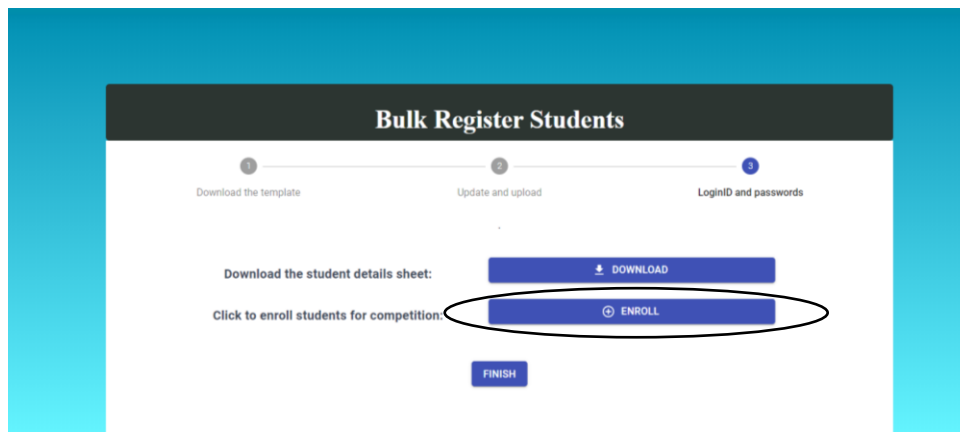 Bulk Register Students
1 2 3
Download the template Update and upload LoginID and passwords
Download the student details sheet: DOWNLOAD
Click to enroll students for competition: ENROLL
FINISH